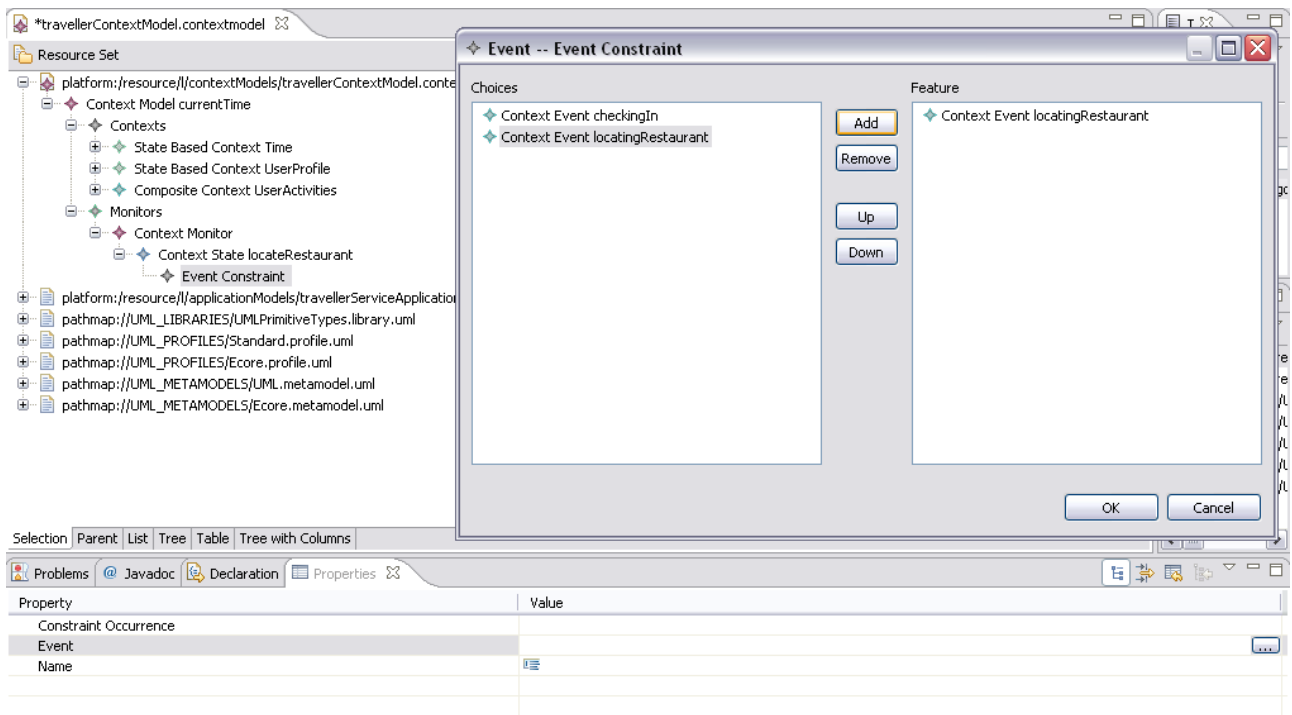 *travellerContextModel.contextmodel
Resource Set
platform:/resource/l/contextModels/travellerContextModel.conte
Context Model currentTime
Contexts
State Based Context Time
State Based Context UserProfile
Composite Context UserActivities
Monitors
Context Monitor
Context State locateRestaurant
Event Constraint
platform:/resource/l/applicationModels/travellerServiceApplication
pathmap://UML_LIBRARIES/UMLPrimitiveTypes.library.uml
pathmap://UML_PROFILES/Standard.profile.uml
pathmap://UML_PROFILES/Ecore.profile.uml
pathmap://UML_METAMODELS/UML.metamodel.uml
pathmap://UML_METAMODELS/Ecore.metamodel.uml
Selection Parent List Tree Table Tree with Columns
Event -- Event Constraint
Choices
Context Event checkingIn
Context Event locatingRestaurant
Add
Remove
Up
Down
Feature
Context Event locatingRestaurant
OK Cancel
Problems @ Javadoc Declaration Properties
Property Value
Constraint Occurrence
Event ...
Name